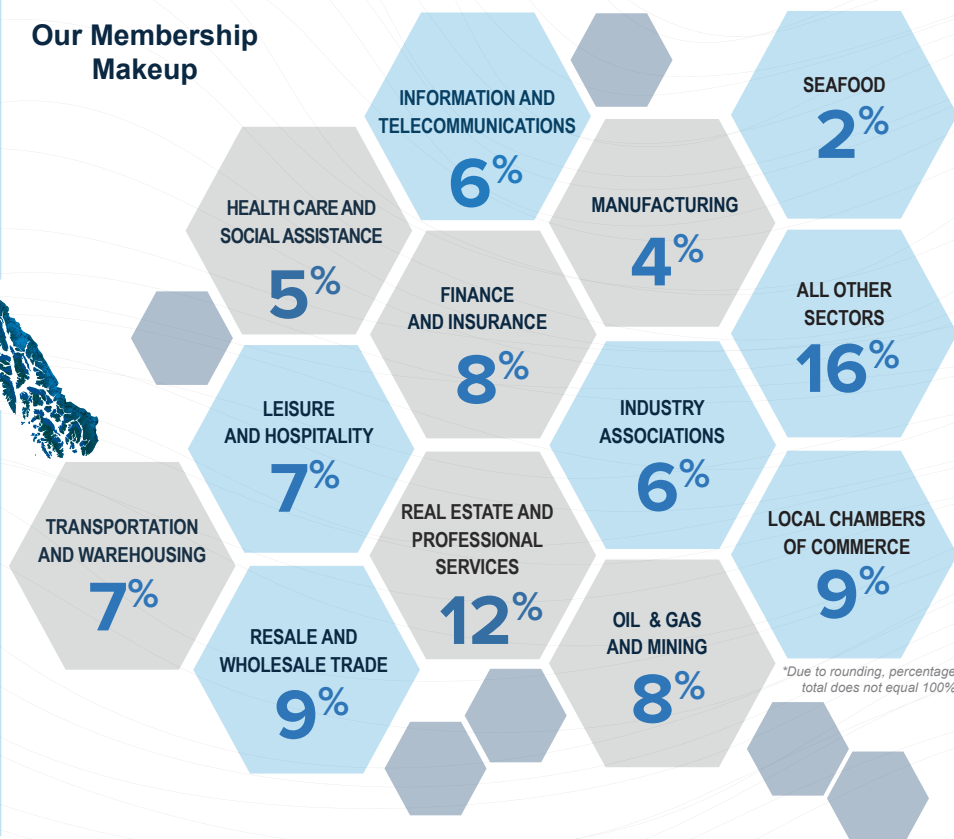 Our Membership
Makeup
INFORMATION AND
TELECOMMUNICATIONS
6%
SEAFOOD
2%
HEALTH CARE AND
SOCIAL ASSISTANCE
5%
MANUFACTURING
4%
FINANCE
AND INSURANCE
8%
ALL OTHER
SECTORS
16%
LEISURE
AND HOSPITALITY
7%
INDUSTRY
ASSOCIATIONS
6%
TRANSPORTATION
AND WAREHOUSING
7%
REAL ESTATE AND
PROFESSIONAL
SERVICES
12%
LOCAL CHAMBERS
OF COMMERCE
9%
RESALE AND
WHOLESALE TRADE
9%
OIL & GAS
AND MINING
8%
*Due to rounding, percentage
total does not equal 100%